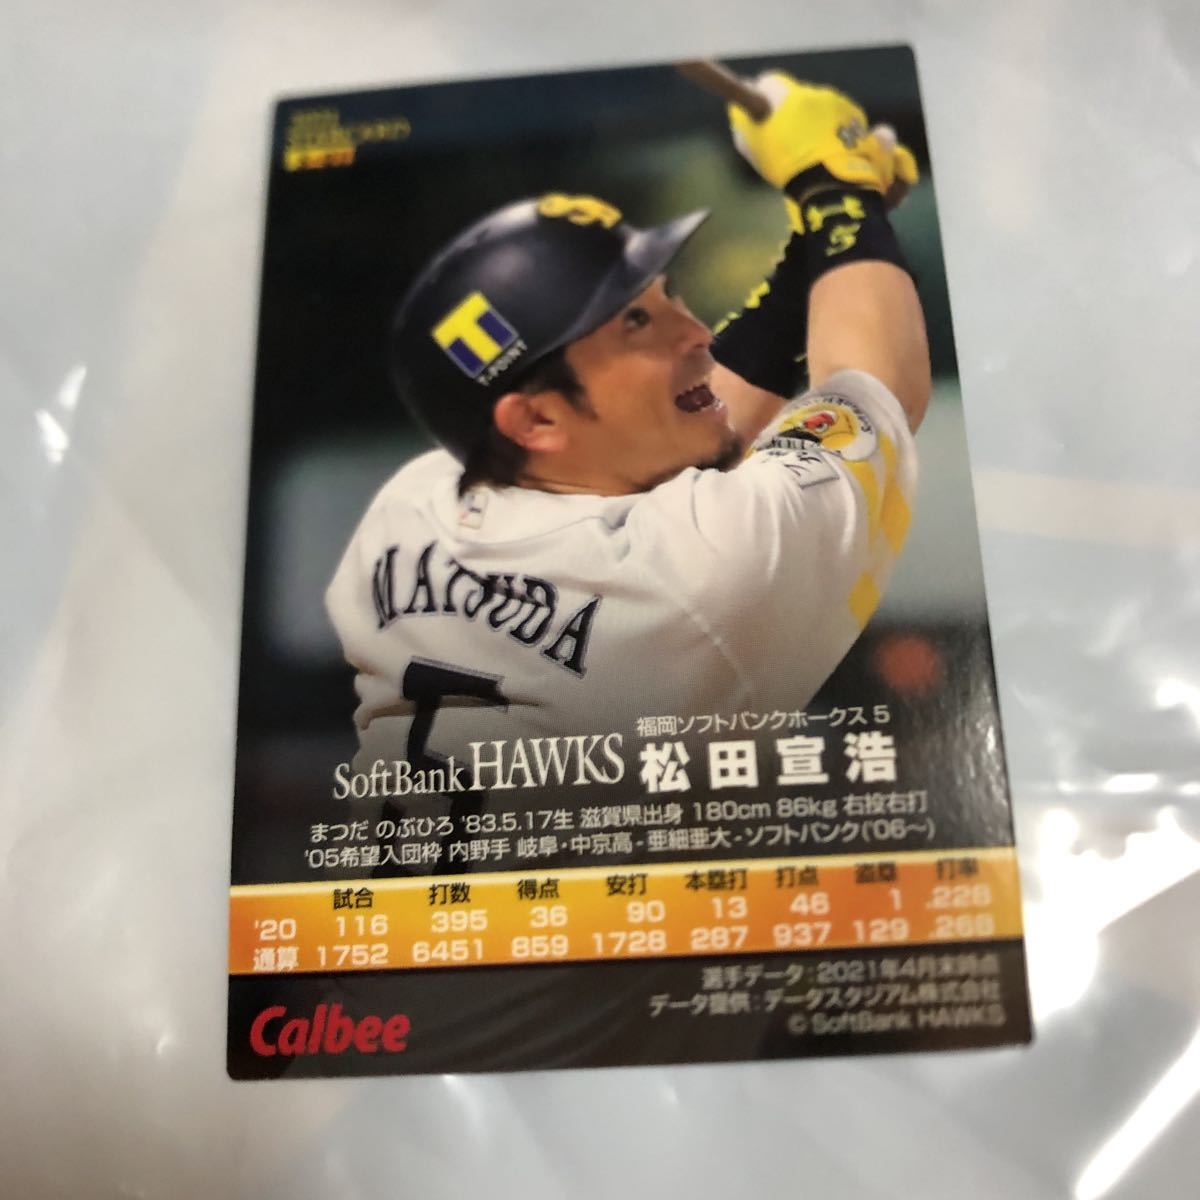 T
T-POINT
5
MATSUDA
5
福岡ソフトバンクホークス 5
SoftBank HAWKS 松田宣浩
まつだ のぶひろ '83.5.17生 滋賀県出身 180cm 86kg 右投右打
'05希望入団枠 内野手 岐阜・中京高-亜細亜大-ソフトバンク('06〜)
試合 打数 得点 安打 本塁打 打点 盗塁 打率
'20 116 395 36 90 13 46 1 .228
通算 1752 6451 859 1728 287 937 129 .268
選手データ:2021年4月末時点
データ提供:データスタジアム株式会社
© SoftBank HAWKS
Calbee